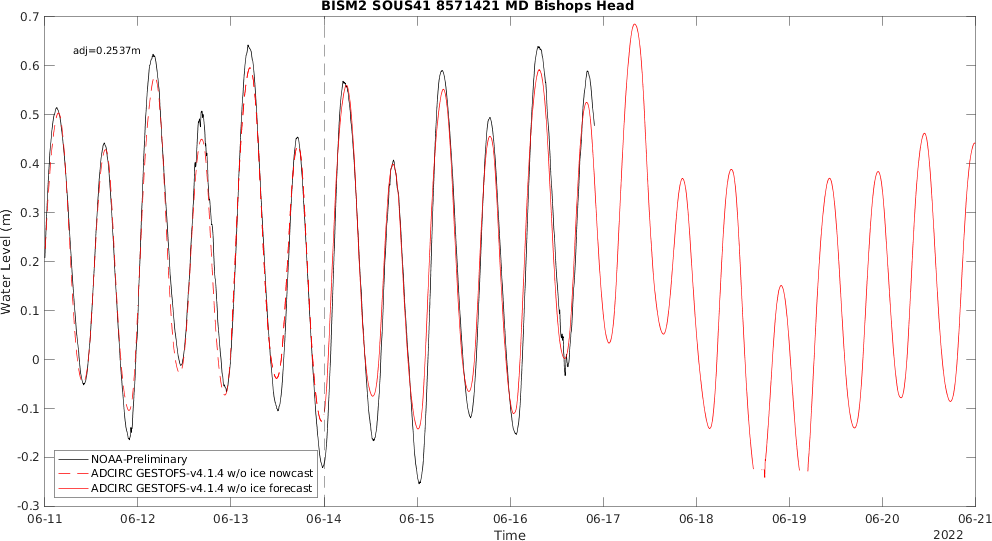 BISM2 SOUS41 8571421 MD Bishops Head
adj=0.2537m
Water Level (m)
0.7
0.6
0.5
0.4
0.3
0.2
0.1
0
-0.1
-0.2
-0.3
NOAA-Preliminary
ADCIRC GESTOFS-v4.1.4 w/o ice nowcast
ADCIRC GESTOFS-v4.1.4 w/o ice forecast
06-11 06-12 06-13 06-14 06-15 06-16 06-17 06-18 06-19 06-20 06-21
Time
2022